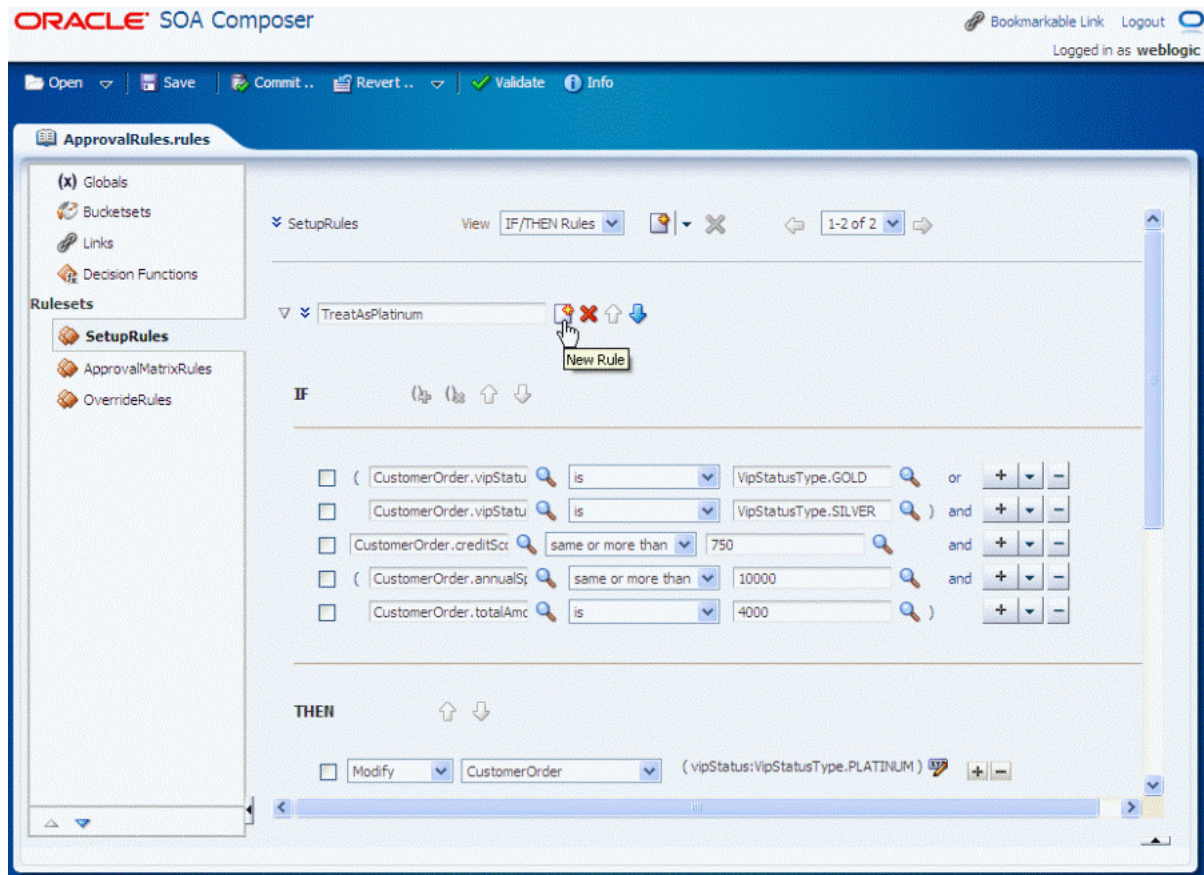 ORACLE SOA Composer
Bookmarkable Link Logout
Logged in as weblogic
Open Save Commit .. Revert .. Validate Info
ApprovalRules.rules
(x) Globals
Bucketsets
Links
Decision Functions
Rulesets
SetupRules
ApprovalMatrixRules
OverrideRules
SetupRules View IF/THEN Rules 1-2 of 2
TreatAsPlatinum
New Rule
IF
( CustomerOrder.vipStatu is VipStatusType.GOLD or
CustomerOrder.vipStatu is VipStatusType.SILVER ) and
CustomerOrder.creditSco same or more than 750 and
( CustomerOrder.annualSp same or more than 10000 and
CustomerOrder.totalAmo is 4000 )
THEN
Modify CustomerOrder ( vipStatus:VipStatusType.PLATINUM )